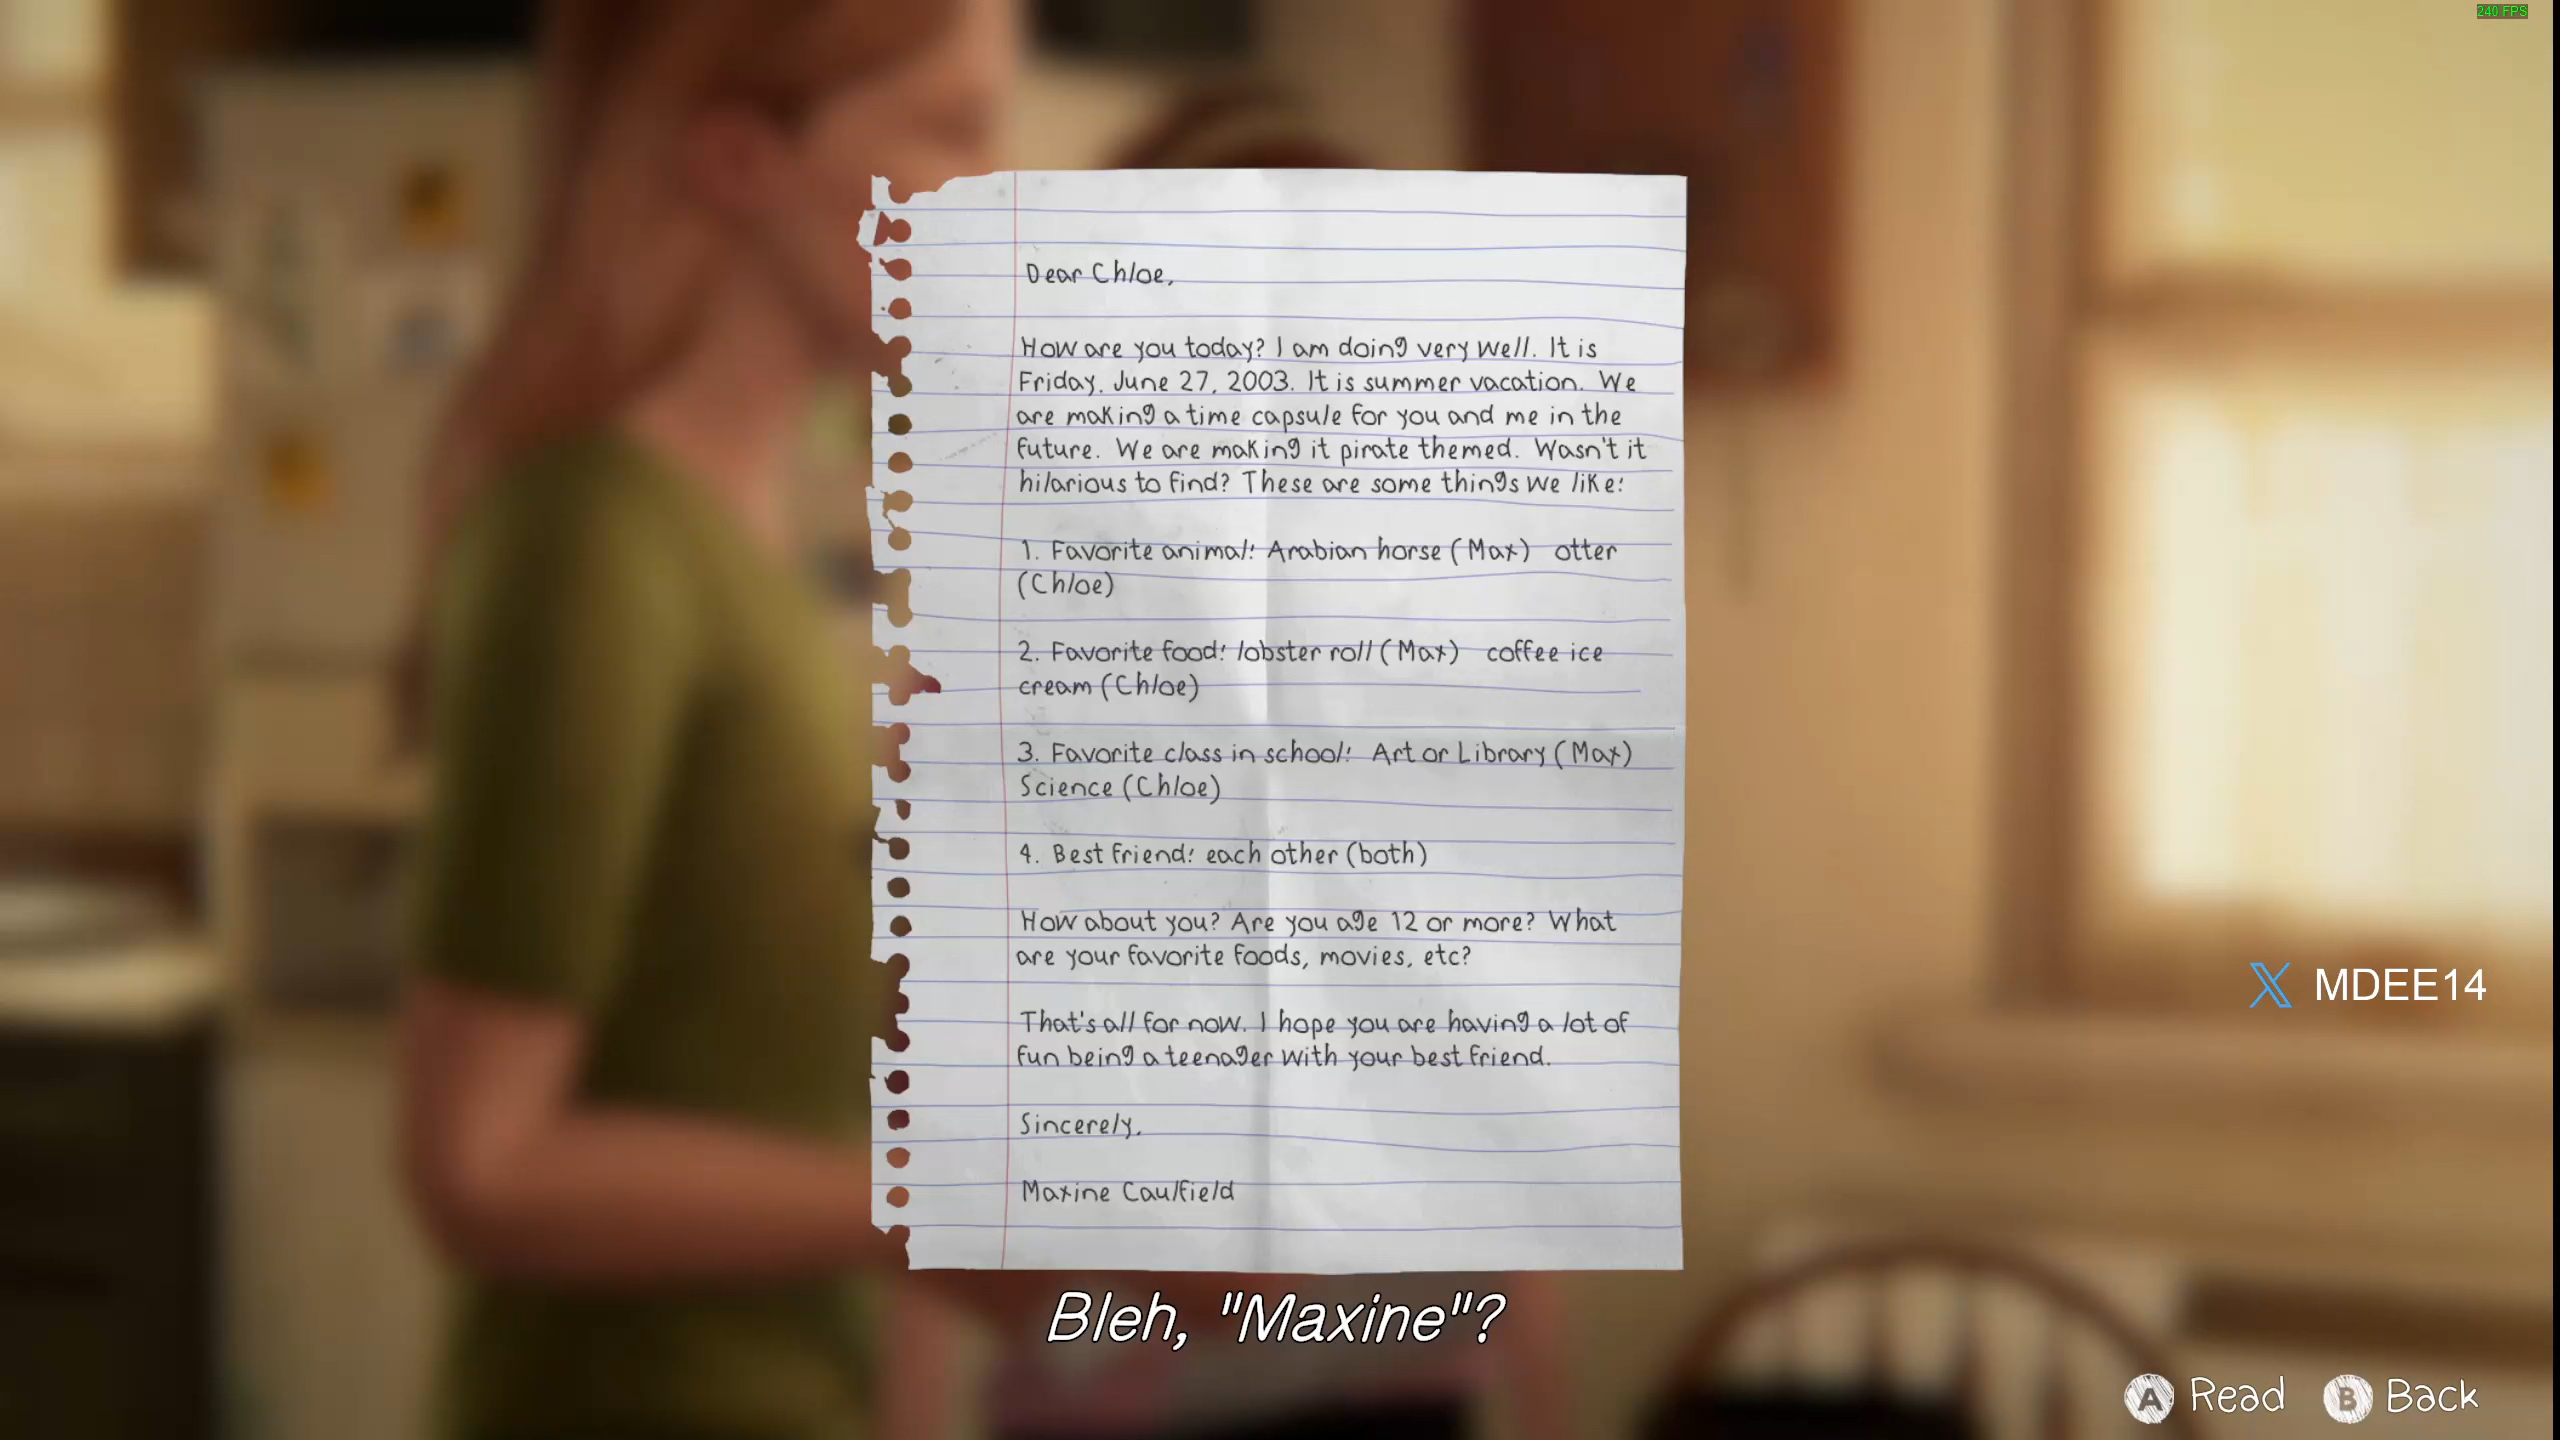 240 FPS
Dear Chloe,
How are you today? I am doing very well. It is
Friday, June 27, 2003. It is summer vacation. We
are making a time capsule for you and me in the
future. We are making it pirate themed. Wasn't it
hilarious to find? These are some things we like:
1. Favorite animal: Arabian horse (Max) otter
(Chloe)
2. Favorite food: lobster roll (Max) coffee ice
cream (Chloe)
3. Favorite class in school: Art or Library (Max)
Science (Chloe)
4. Best friend: each other (both)
How about you? Are you age 12 or more? What
are your favorite foods, movies, etc?
That's all for now. I hope you are having a lot of
fun being a teenager with your best friend.
Sincerely,
Maxine Caulfield
X MDEE14
Bleh, "Maxine"?
A Read B Back